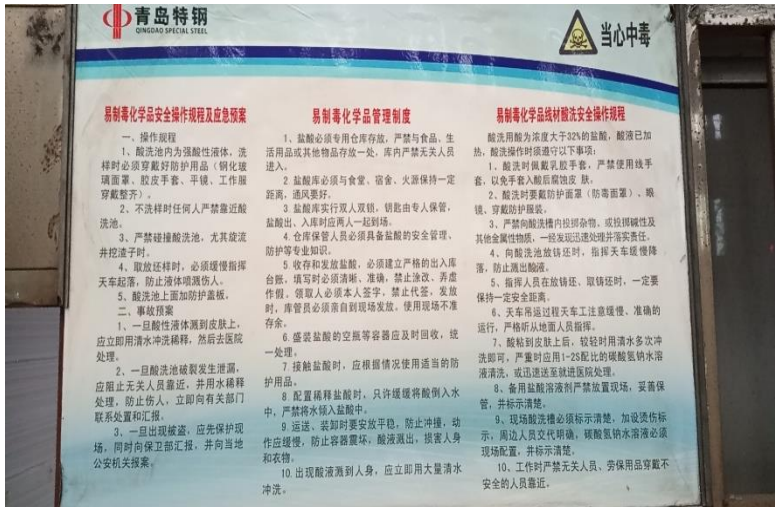 青岛特钢
QINGDAO SPECIAL STEEL
当心中毒
易制毒化学品安全操作规程及应急预案
一、操作规程
1、酸洗池内为强酸性液体，洗
样时必须穿戴好防护用品（钢化玻
璃面罩、胶皮手套、平镜、工作服
穿戴整齐）。
2、不洗样时任何人严禁靠近酸
洗池。
3、严禁碰撞酸洗池，尤其旋流
井挖渣子时。
4、取放坯样时，必须缓慢指挥
天车起落，防止液体喷溅伤人。
5、酸洗池上面加防护盖板。
二、事故预案
1、一旦酸性液体溅到皮肤上，
应立即用清水冲洗稀释，然后去医院
处理。
2、一旦酸洗池破裂发生泄漏，
应阻止无关人员靠近，并用水稀释
处理，防止伤人，立即向有关部门
联系处置和汇报。
3、一旦出现被盗，应先保护现
场，同时向保卫部汇报，并向当地
公安机关报案。
易制毒化学品管理制度
1、盐酸必须专用仓库存放，严禁与食品、生
活用品或其他物品存放一处，库内严禁无关人员
进入。
2.盐酸库必须与食堂、宿舍、火源保持一定
距离，通风要好。
3.盐酸库实行双人双锁，钥匙由专人保管，
盐酸出、入库时应两人一起到场。
4.仓库保管人员必须具备盐酸的安全管理、
防护等专业知识。
5.收存和发放盐酸，必须建立严格的出入库
台账，填写时必须清晰、准确，禁止涂改、弄虚
作假。领取人必须本人签字，禁止代签，发放
时，库管员必须亲自到现场发放，使用现场不准
存余。
6.盛装盐酸的空瓶等容器应及时回收，统
一处理。
7.接触盐酸时，应根据情况使用适当的防
护用品。
8.配置稀释盐酸时，只许缓缓将酸倒入水
中，严禁将水倾入盐酸中。
9.运送、装卸时要安放平稳，防止冲撞，动
作应缓慢，防止容器震坏，酸液溅出，损害人身
和衣物。
10.出现酸液溅到人身，应立即用大量清水
冲洗。
易制毒化学品线材酸洗安全操作规程
酸洗用酸为浓度大于32%的盐酸，酸液已加
热，酸洗操作时须遵守以下事项：
1、酸洗时佩戴乳胶手套，严禁使用线手
套，以免手套入酸后腐蚀皮 肤。
2、酸洗时要戴防护面罩（防毒面罩）、眼
镜、穿戴防护服装。
3、严禁向酸洗槽内投掷杂物、或投掷碱性及
其他金属性物质，一经发现迅速处理并落实责任。
4、向酸洗池放铸坯时，指挥天车缓慢降
落，防止溅出酸液。
5、指挥人员在放铸坯、取铸坯时，一定要
保持一定安全距离。
6、天车吊运过程天车工注意缓慢、准确的
运行，严格听从地面人员指挥。
7、酸粘到皮肤上后，较轻时用清水多次冲
洗即可，严重时应用1-2S配比的碳酸氢钠水溶
液清洗，或迅速送至就进医院处理。
8、备用盐酸溶液剂严禁放置现场，妥善保
管，并标示清楚。
9、现场酸洗槽必须标示清楚，加设烫伤标
示，周边人员交代明确，碳酸氢钠水溶液必须
现场配置，并标示清楚。
10、工作时严禁无关人员、劳保用品穿戴不
安全的人员靠近。